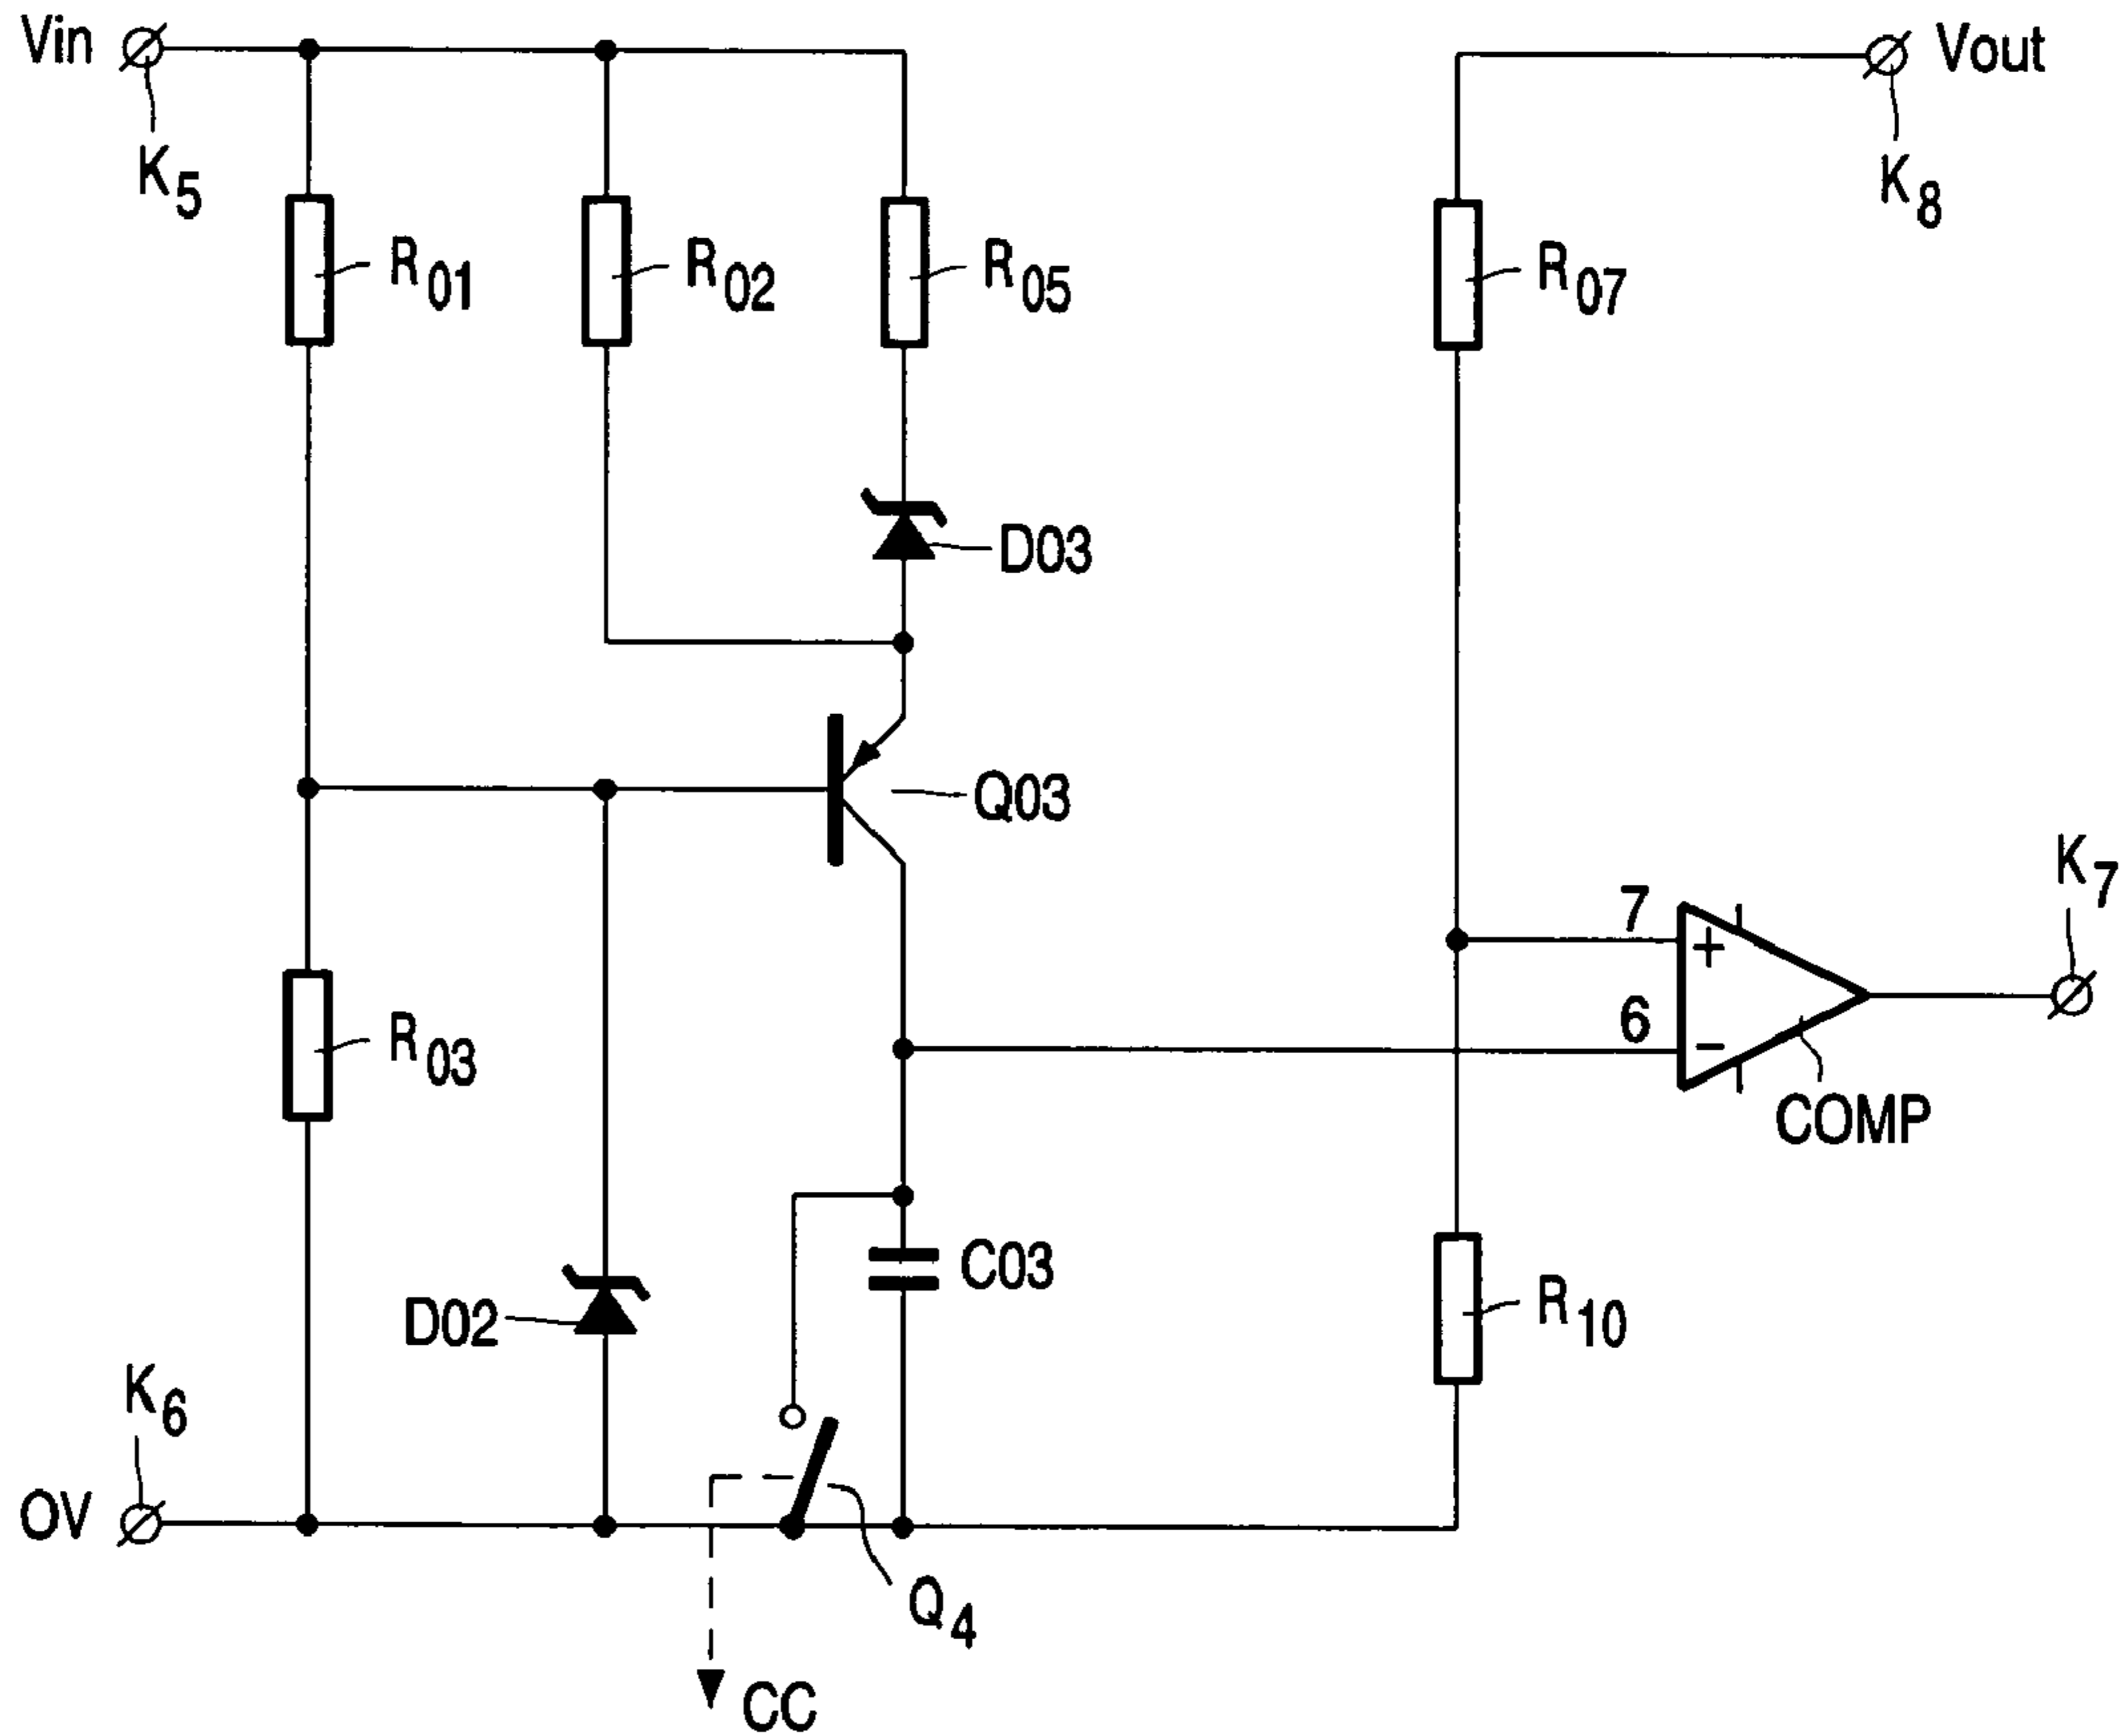 Vin
Vout
K5
K8
R01
R02
R05
R07
D03
Q03
K7
7
+
6
−
R03
COMP
C03
D02
R10
K6
OV
Q4
CC